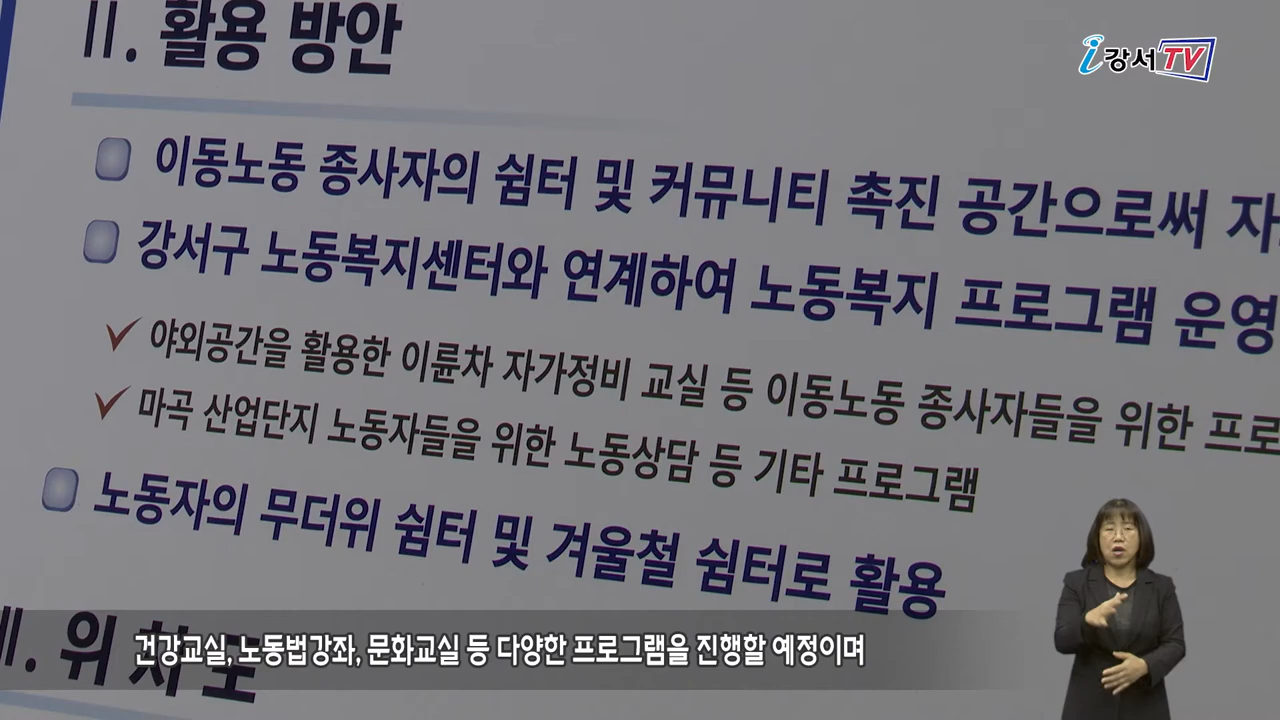 Ⅱ. 활용 방안
i강서TV
이동노동 종사자의 쉼터 및 커뮤니티 촉진 공간으로써
강서구 노동복지센터와 연계하여 노동복지 프로그램 운영
야외공간을 활용한 이륜차 자가정비 교실 등 이동노동 종사자들을 위한 프로
마곡 산업단지 노동자들을 위한 노동상담 등 기타 프로그램
노동자의 무더위 쉼터 및 겨울철 쉼터로 활용
위 치 도
건강교실, 노동법강좌, 문화교실 등 다양한 프로그램을 진행할 예정이며